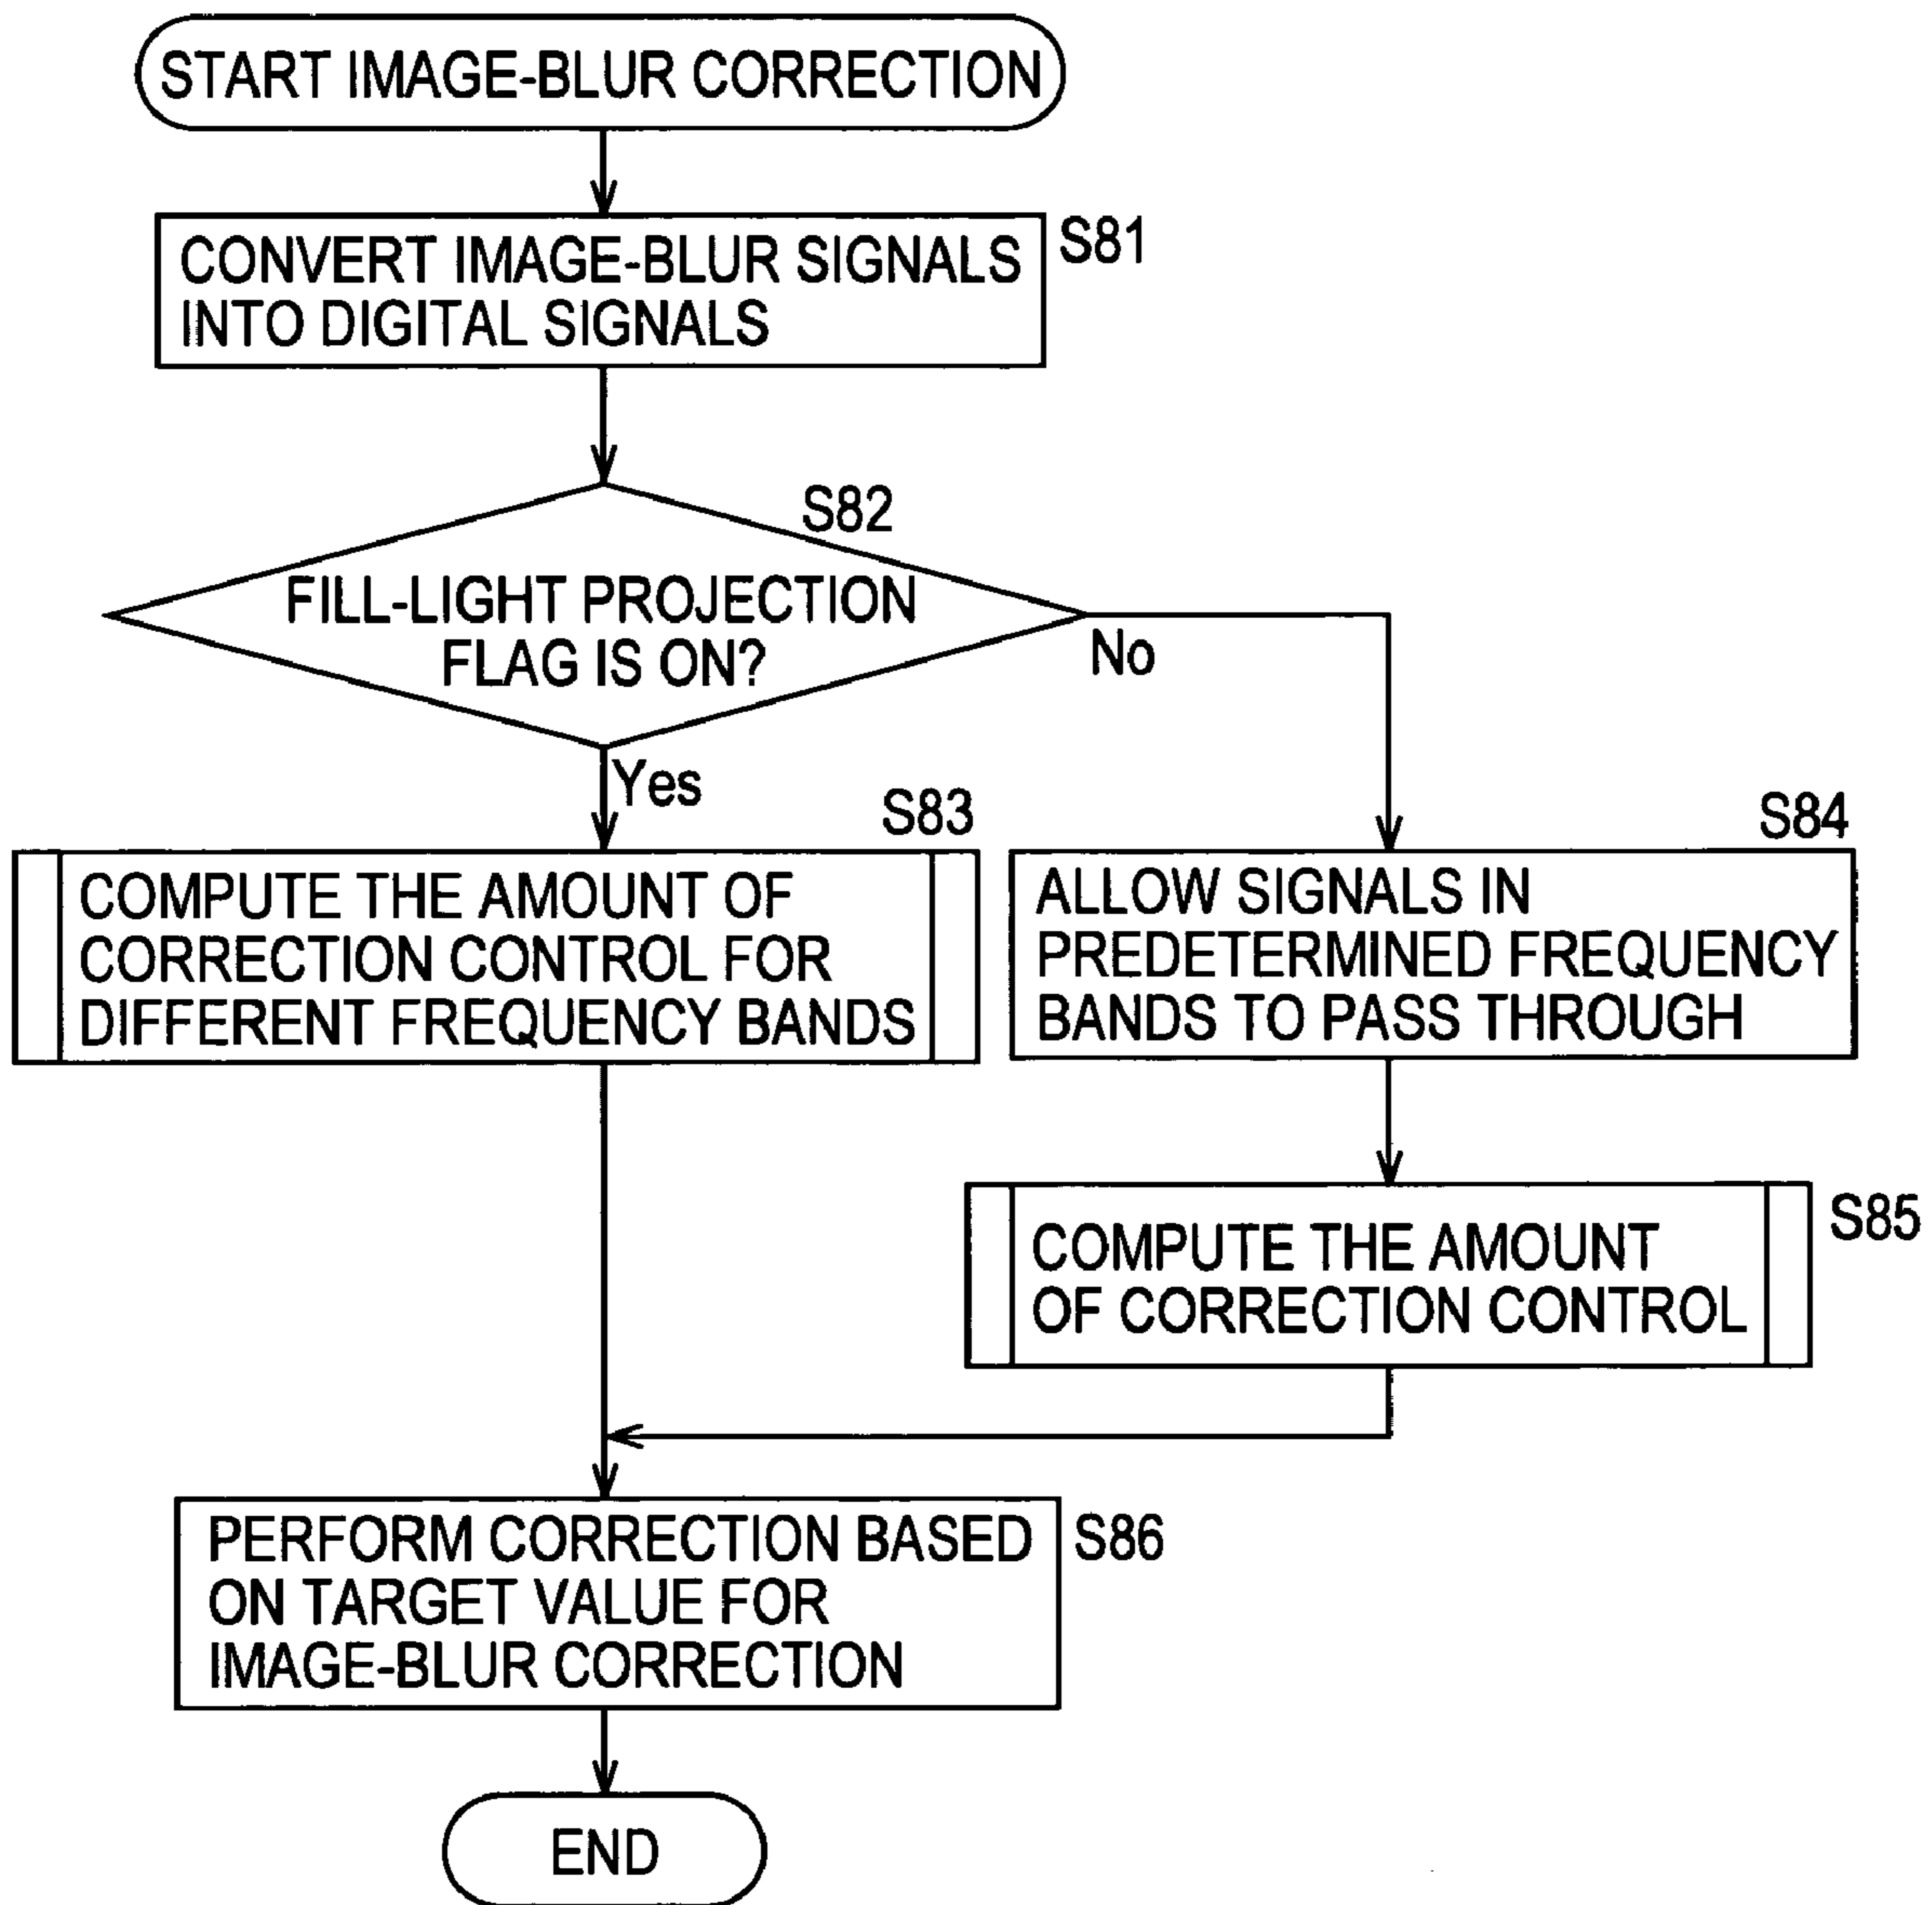 START IMAGE-BLUR CORRECTION
CONVERT IMAGE-BLUR SIGNALS
INTO DIGITAL SIGNALS
S81
S82
FILL-LIGHT PROJECTION
FLAG IS ON?
No
Yes
S83
COMPUTE THE AMOUNT OF
CORRECTION CONTROL FOR
DIFFERENT FREQUENCY BANDS
S84
ALLOW SIGNALS IN
PREDETERMINED FREQUENCY
BANDS TO PASS THROUGH
S85
COMPUTE THE AMOUNT
OF CORRECTION CONTROL
PERFORM CORRECTION BASED
ON TARGET VALUE FOR
IMAGE-BLUR CORRECTION
S86
END